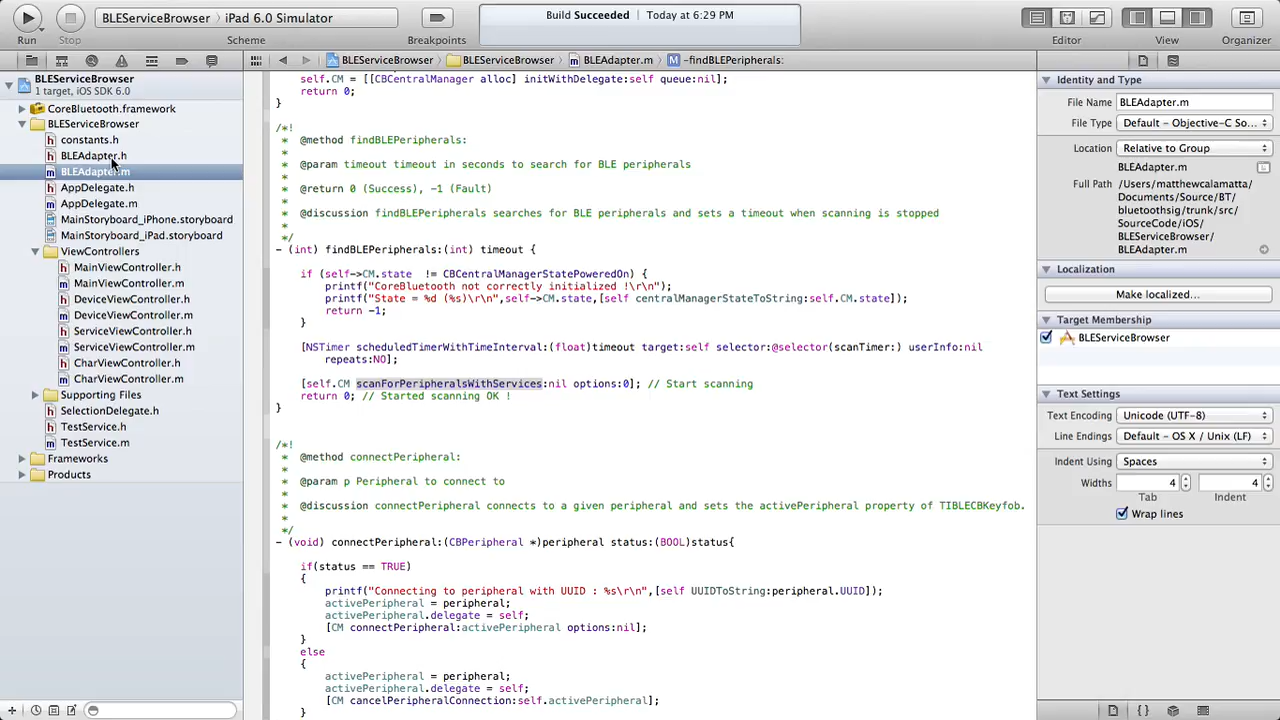 BLEServiceBrowser › iPad 6.0 Simulator
Build Succeeded | Today at 6:29 PM
Run Stop Scheme Breakpoints Editor View Organizer
BLEServiceBrowser BLEServiceBrowser BLEAdapter.m -findBLEPeripherals:
BLEServiceBrowser
1 target, iOS SDK 6.0
CoreBluetooth.framework
BLEServiceBrowser
constants.h
BLEAdapter.h
BLEAdapter.m
AppDelegate.h
AppDelegate.m
MainStoryboard_iPhone.storyboard
MainStoryboard_iPad.storyboard
ViewControllers
MainViewController.h
MainViewController.m
DeviceViewController.h
DeviceViewController.m
ServiceViewController.h
ServiceViewController.m
CharViewController.h
CharViewController.m
Supporting Files
SelectionDelegate.h
TestService.h
TestService.m
Frameworks
Products
self.CM = [[CBCentralManager alloc] initWithDelegate:self queue:nil];
return 0;
}
/*!
* @method findBLEPeripherals:
*
* @param timeout timeout in seconds to search for BLE peripherals
*
* @return 0 (Success), -1 (Fault)
*
* @discussion findBLEPeripherals searches for BLE peripherals and sets a timeout when scanning is stopped
*
*/
- (int) findBLEPeripherals:(int) timeout {
if (self->CM.state != CBCentralManagerStatePoweredOn) {
printf("CoreBluetooth not correctly initialized !\r\n");
printf("State = %d (%s)\r\n",self->CM.state,[self centralManagerStateToString:self.CM.state]);
return -1;
}
[NSTimer scheduledTimerWithTimeInterval:(float)timeout target:self selector:@selector(scanTimer:) userInfo:nil
repeats:NO];
[self.CM scanForPeripheralsWithServices:nil options:0]; // Start scanning
return 0; // Started scanning OK !
}
/*!
* @method connectPeripheral:
*
* @param p Peripheral to connect to
*
* @discussion connectPeripheral connects to a given peripheral and sets the activePeripheral property of TIBLECBKeyfob.
*
*/
- (void) connectPeripheral:(CBPeripheral *)peripheral status:(BOOL)status{
if(status == TRUE)
{
printf("Connecting to peripheral with UUID : %s\r\n",[self UUIDToString:peripheral.UUID]);
activePeripheral = peripheral;
activePeripheral.delegate = self;
[CM connectPeripheral:activePeripheral options:nil];
}
else
{
activePeripheral = peripheral;
activePeripheral.delegate = self;
[CM cancelPeripheralConnection:self.activePeripheral];
}
Identity and Type
File Name BLEAdapter.m
File Type Default - Objective-C So...
Location Relative to Group
BLEAdapter.m
Full Path /Users/matthewcalamatta/
Documents/Source/BT/
bluetoothsig/trunk/src/
SourceCode/iOS/
BLEServiceBrowser/
BLEAdapter.m
Localization
Make localized...
Target Membership
BLEServiceBrowser
Text Settings
Text Encoding Unicode (UTF-8)
Line Endings Default - OS X / Unix (LF)
Indent Using Spaces
Widths 4 4
Tab Indent
Wrap lines